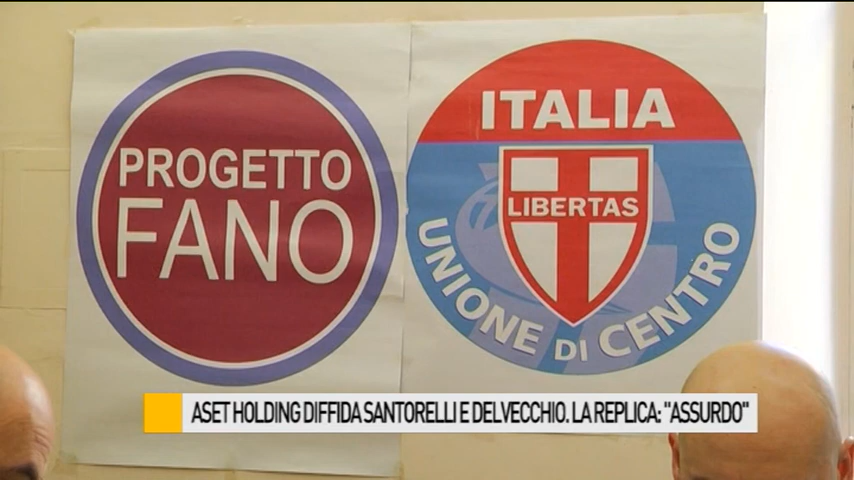 PROGETTO
FANO
ITALIA
LIBERTAS
UNIONE DI CENTRO
ASET HOLDING DIFFIDA SANTORELLI E DELVECCHIO. LA REPLICA: "ASSURDO"